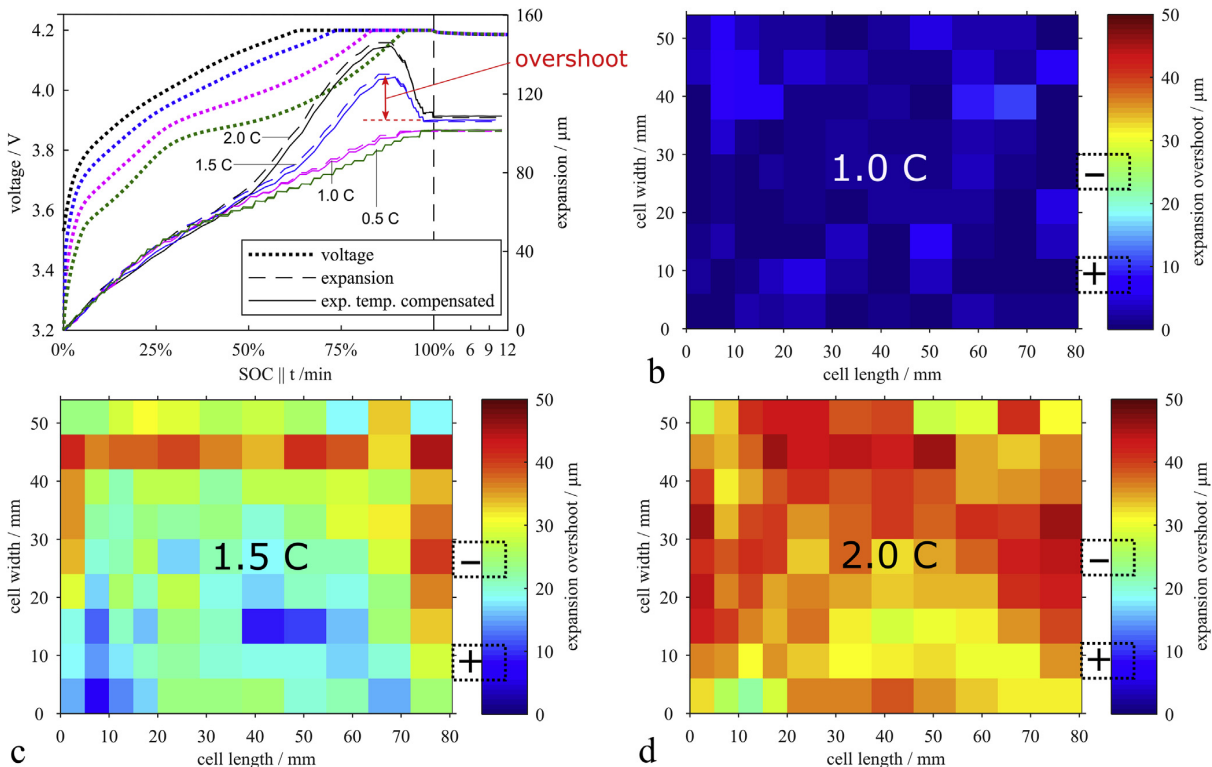 160
4.2
overshoot
120
4.0
2.0 C
voltage / V
3.8
1.5 C
80
expansion / µm
1.0 C
3.6
0.5 C
voltage
40
expansion
3.4
exp. temp. compensated
3.2
0
0% 25% 50% 75% 100% 6 9 12
SOC || t /min
50
50
40
40
cell width / mm
30
1.0 C
−
30
expansion overshoot / µm
20
20
10
+
10
0
0
0 10 20 30 40 50 60 70 80
b
cell length / mm
50
50
40
40
cell width / mm
30
1.5 C
−
30
expansion overshoot / µm
20
20
10
+
10
0
0
0 10 20 30 40 50 60 70 80
c
cell length / mm
50
50
40
40
cell width / mm
30
2.0 C
−
30
expansion overshoot / µm
20
20
10
+
10
0
0
0 10 20 30 40 50 60 70 80
d
cell length / mm